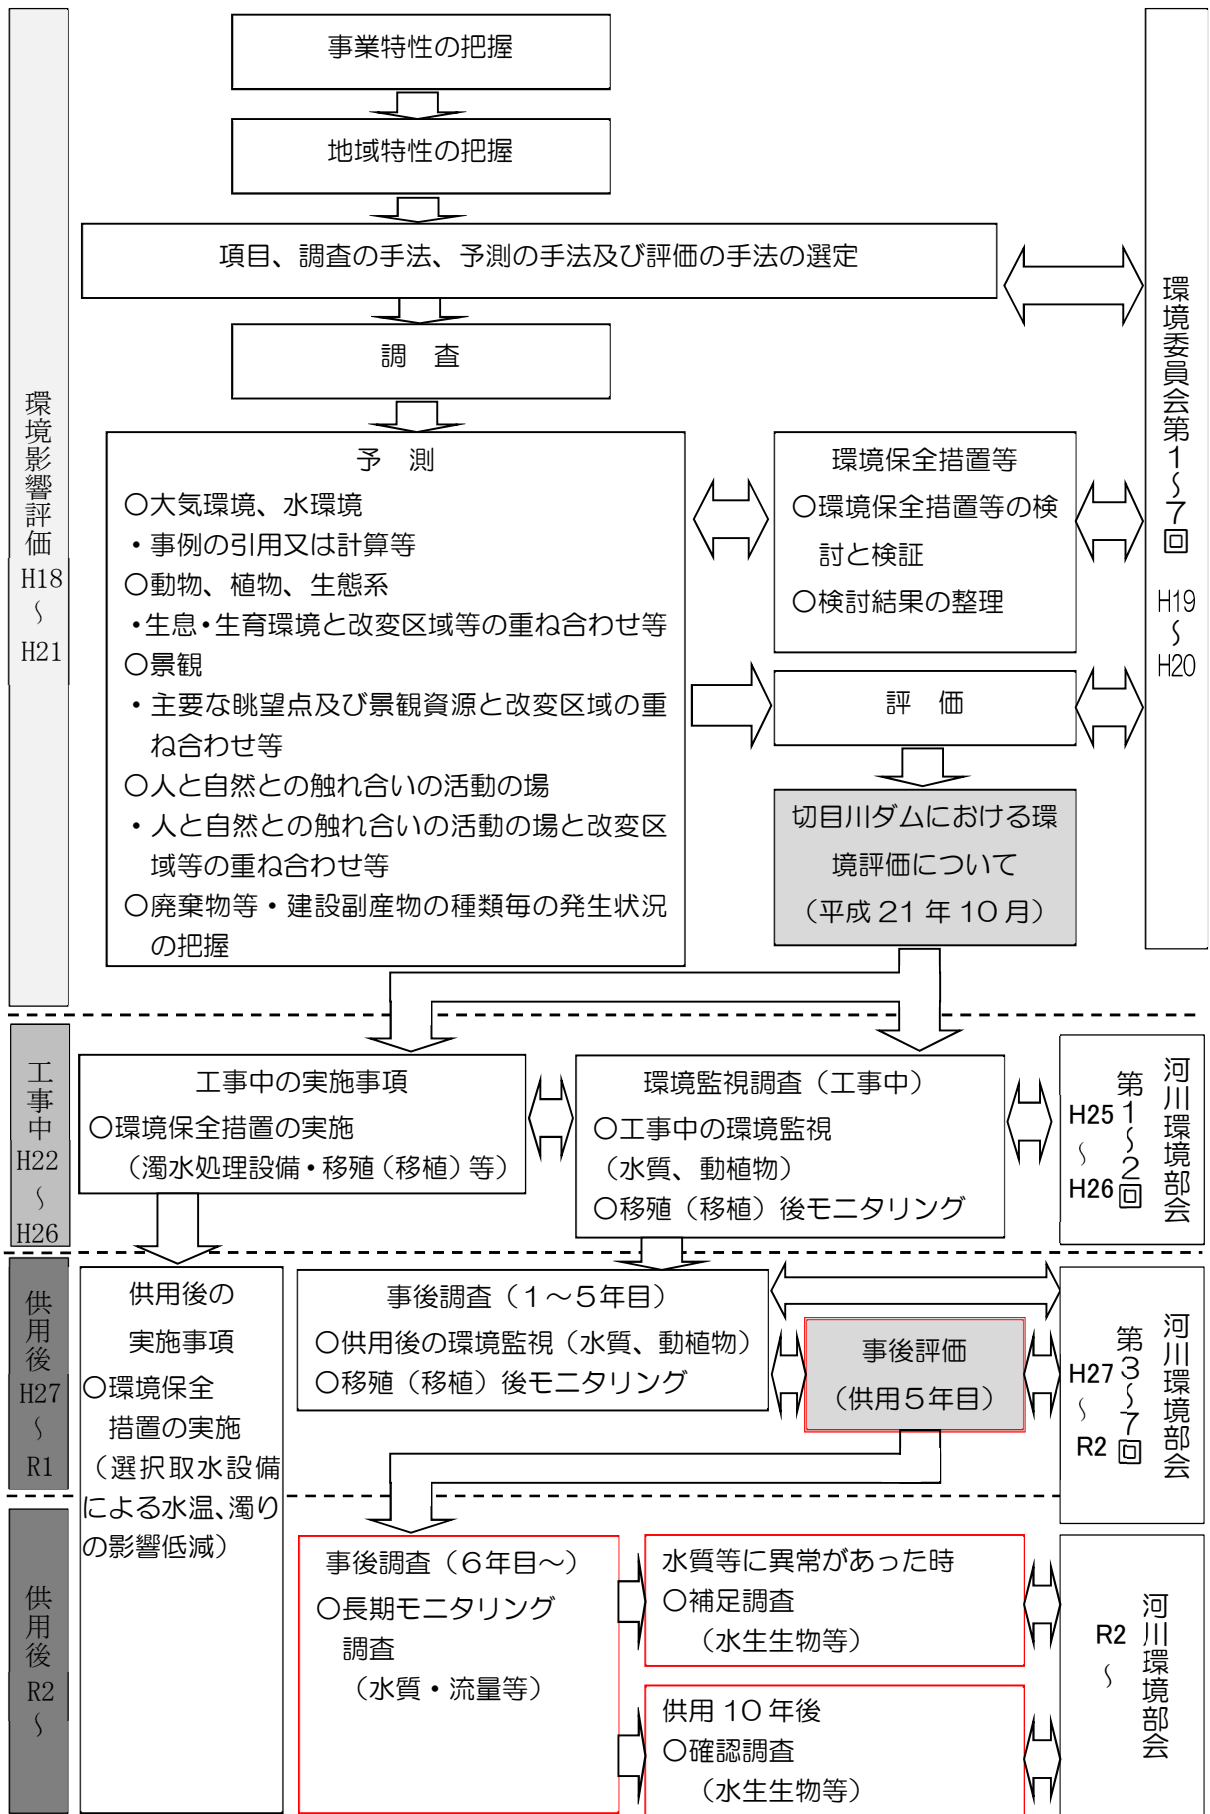 環境影響評価
H18
～
H21
事業特性の把握
地域特性の把握
項目、調査の手法、予測の手法及び評価の手法の選定
調　査
予　測
〇大気環境、水環境
・事例の引用又は計算等
〇動物、植物、生態系
・生息・生育環境と改変区域等の重ね合わせ等
〇景観
・主要な眺望点及び景観資源と改変区域の重
ね合わせ等
〇人と自然との触れ合いの活動の場
・人と自然との触れ合いの活動の場と改変区
域等の重ね合わせ等
〇廃棄物等・建設副産物の種類毎の発生状況
の把握
環境保全措置等
〇環境保全措置等の検
討と検証
〇検討結果の整理
評　価
切目川ダムにおける環
境評価について
（平成21年10月）
環境委員会第１～７回
H19
～
H20
工事中
H22
～
H26
工事中の実施事項
〇環境保全措置の実施
（濁水処理設備・移殖（移植）等）
環境監視調査（工事中）
〇工事中の環境監視
（水質、動植物）
〇移殖（移植）後モニタリング
河川環境部会
第１～２回
H25
～
H26
供用後
H27
～
R1
供用後の
実施事項
〇環境保全
措置の実施
（選択取水設備
による水温、濁り
の影響低減）
事後調査（１～５年目）
〇供用後の環境監視（水質、動植物）
〇移殖（移植）後モニタリング
事後評価
（供用５年目）
河川環境部会
第３～７回
H27
～
R2
供用後
R2
～
事後調査（６年目～）
〇長期モニタリング
調査
（水質・流量等）
水質等に異常があった時
〇補足調査
（水生生物等）
供用10年後
〇確認調査
（水生生物等）
河川環境部会
R2
～